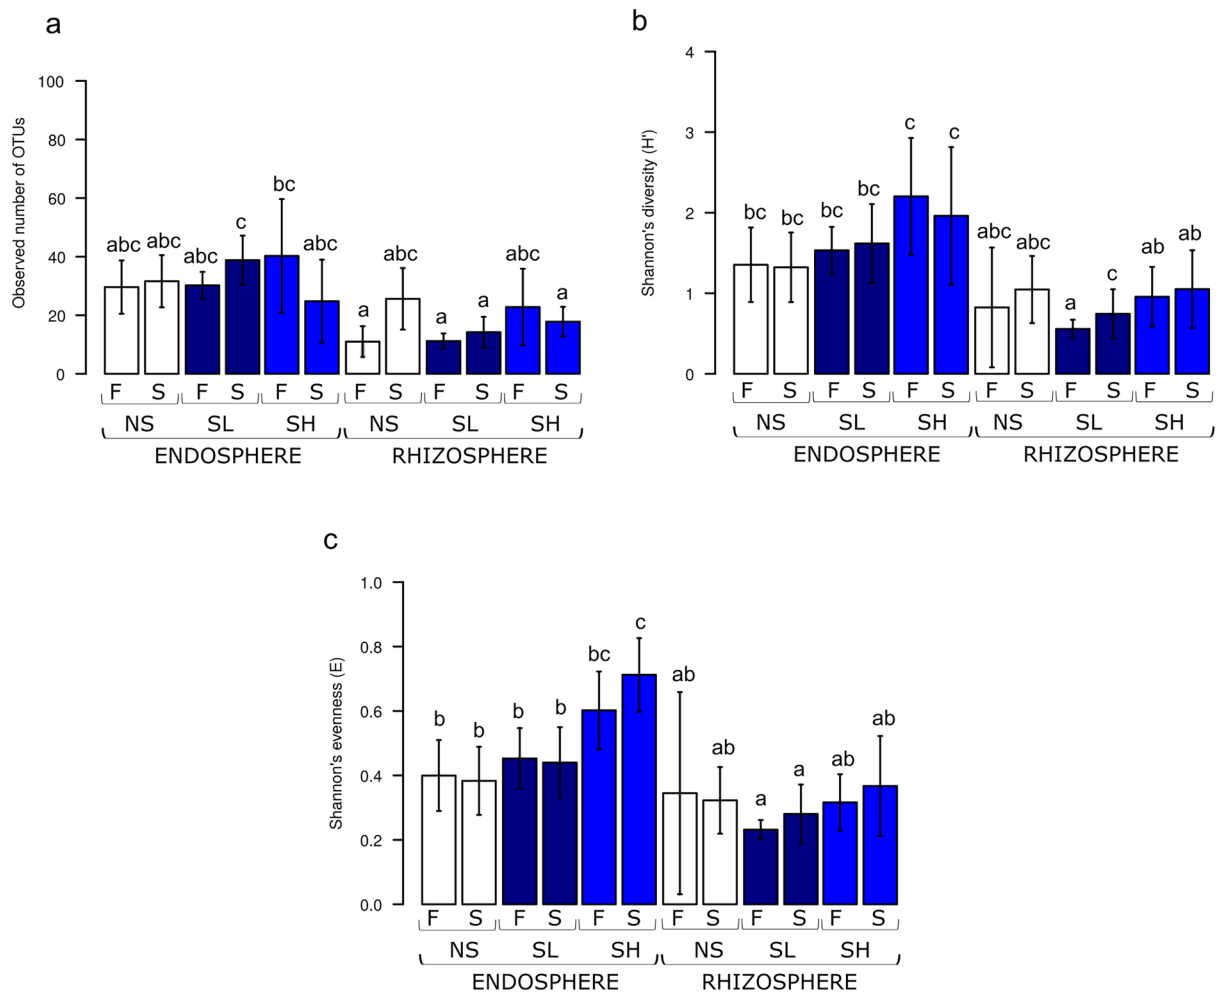 a
Observed number of OTUs
100
80
60
40
20
0
abc abc abc c bc abc a abc a a abc a
F S F S F S F S F S F S
NS SL SH NS SL SH
ENDOSPHERE RHIZOSPHERE
b
Shannon's diversity (H')
4
3
2
1
0
bc bc bc bc c c abc abc a c ab ab
F S F S F S F S F S F S
NS SL SH NS SL SH
ENDOSPHERE RHIZOSPHERE
c
Shannon's evenness (E)
1.0
0.8
0.6
0.4
0.2
0.0
b b b b bc c ab ab a a ab ab
F S F S F S F S F S F S
NS SL SH NS SL SH
ENDOSPHERE RHIZOSPHERE